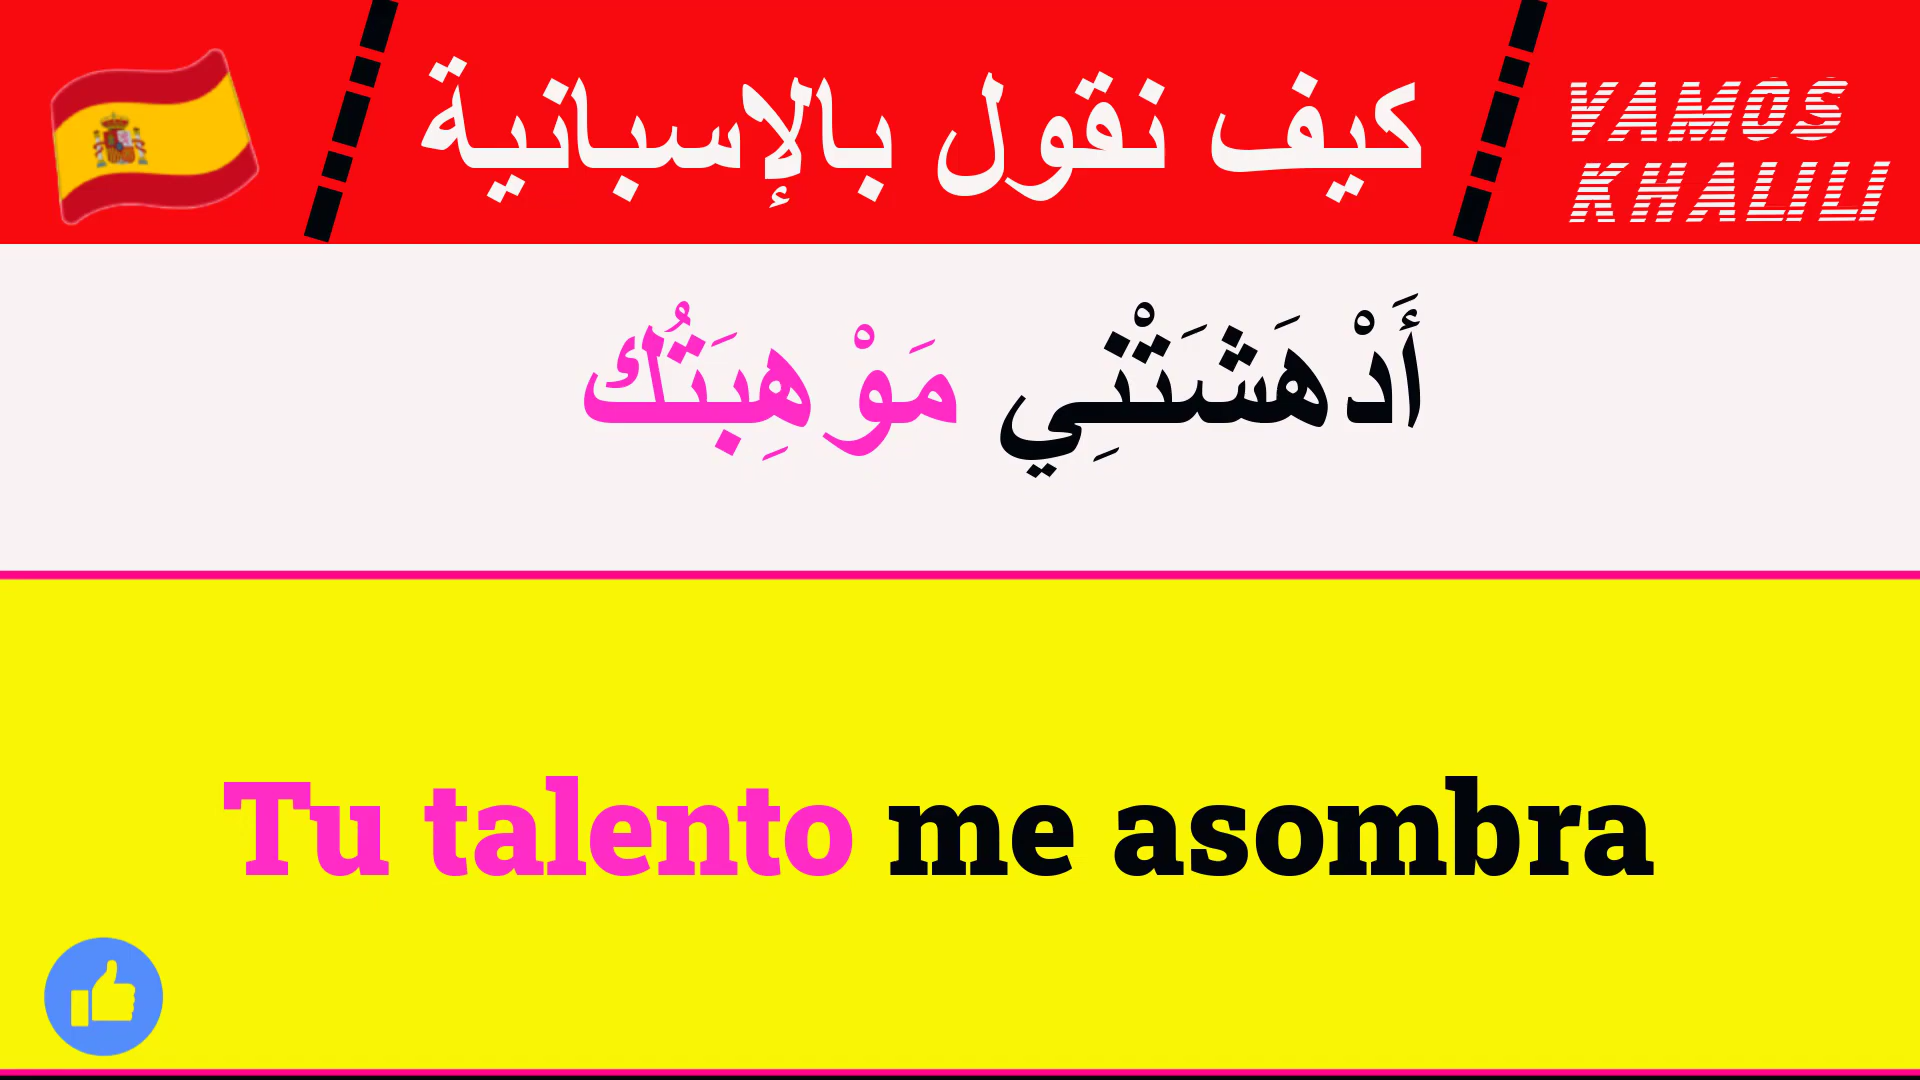 كيف نقول بالإسبانية
VAMOS
KHALILI
أَدْهَشَتْنِي مَوْهِبَتُك
Tu talento me asombra